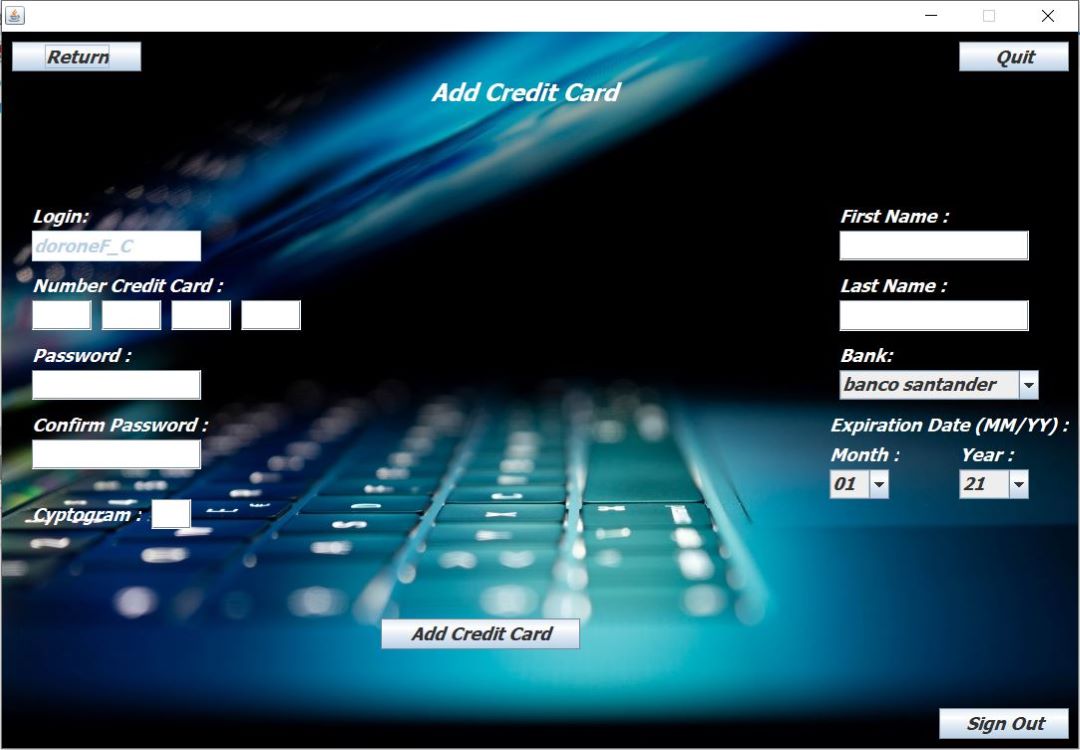 Return
Quit
Add Credit Card
Login:
doroneF_C
Number Credit Card :
Password :
Confirm Password :
Cyptogram :
First Name :
Last Name :
Bank:
banco santander
Expiration Date (MM/YY) :
Month : Year :
01 21
Add Credit Card
Sign Out